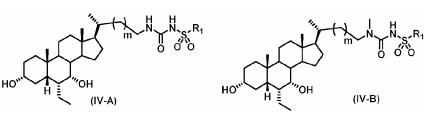 H H
N N R1
m S
O O O
HO H OH
(IV-A)
H
N N R1
m S
O O O
HO H OH
(IV-B)